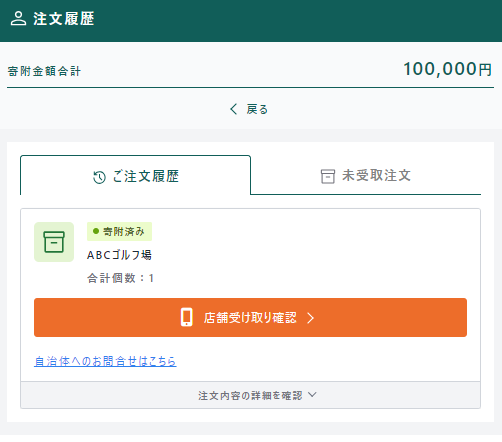 注文履歴
寄附金額合計
100,000円
戻る
ご注文履歴
未受取注文
寄附済み
ABCゴルフ場
合計個数：1
店舗受け取り確認
自治体へのお問合せはこちら
注文内容の詳細を確認